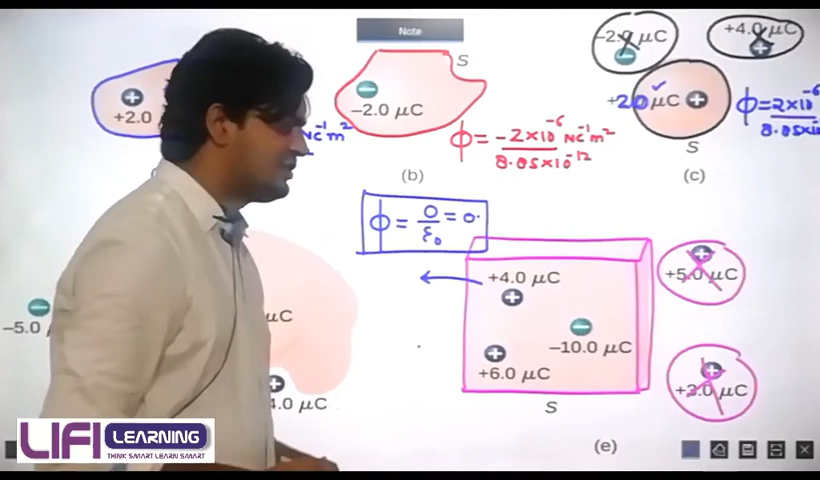 Note
−2.0 μC
+4.0 μC
+2.0
−2.0 μC
S
+2.0 μC
S
NC⁻¹m²
ϕ = −2×10⁻⁶ NC⁻¹m²
8.85×10⁻¹²
ϕ = 2×10⁻⁶
(b)
(c)
ϕ = 0 = 0.
ε₀
+4.0 μC
+5.0 μC
−5.0
μC
−10.0 μC
+6.0 μC
+3.0 μC
4.0 μC
S
(e)
LIFI LEARNING
THINK SMART LEARN SMART